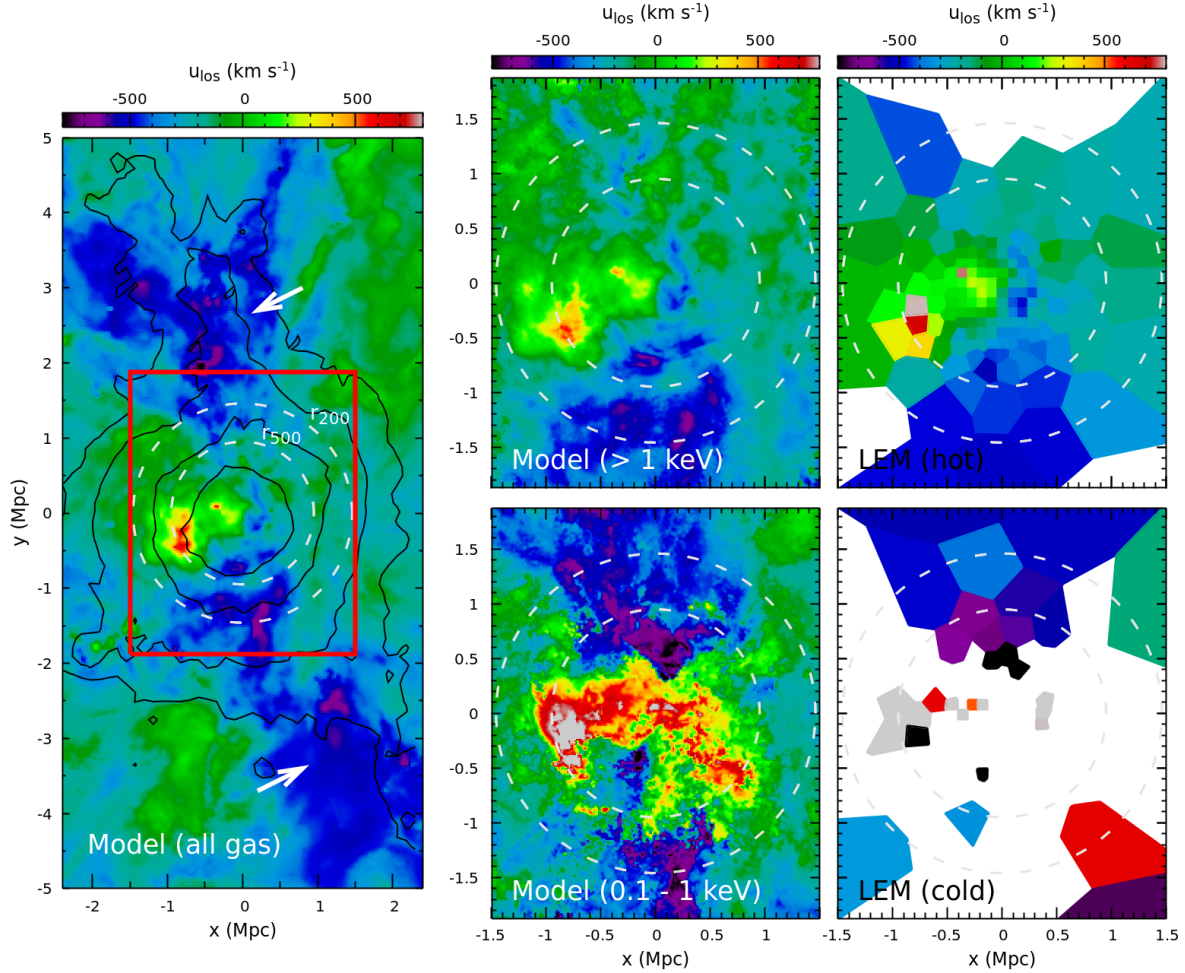 u_los (km s⁻¹)
-500 0 500
u_los (km s⁻¹)
-500 0 500
u_los (km s⁻¹)
-500 0 500
5
4
3
2
1
0
-1
-2
-3
-4
-5
y (Mpc)
r_200
r_500
Model (all gas)
-2 -1 0 1 2
x (Mpc)
1.5
1
0.5
0
-0.5
-1
-1.5
Model (> 1 keV)
LEM (hot)
1.5
1
0.5
0
-0.5
-1
-1.5
Model (0.1 - 1 keV)
LEM (cold)
-1.5 -1 -0.5 0 0.5 1
x (Mpc)
-1.5 -1 -0.5 0 0.5 1 1.5
x (Mpc)